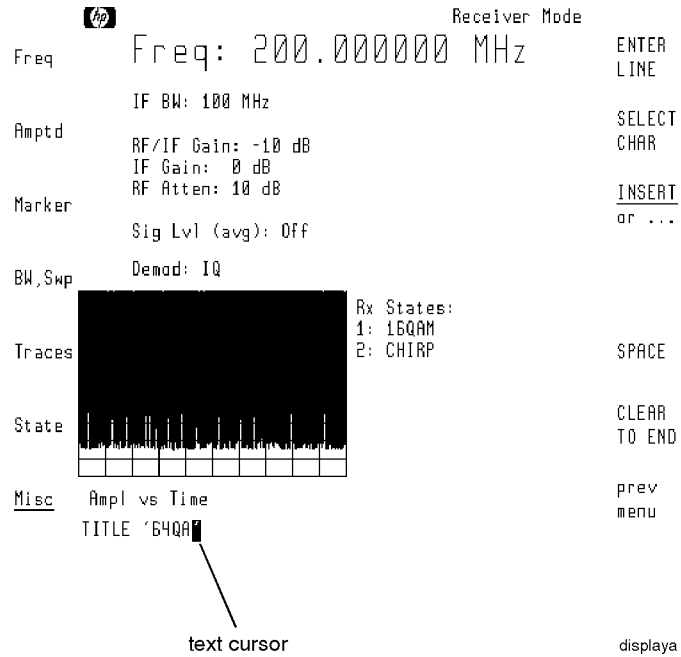 hp
Receiver Mode
Freq: 200.000000 MHz
IF BW: 100 MHz
RF/IF Gain: -10 dB
IF Gain: 0 dB
RF Atten: 10 dB
Sig Lvl (avg): Off
Demod: IQ
Rx States:
1: 16QAM
2: CHIRP
Ampl vs Time
TITLE ‘64QA’
text cursor
Freq
Amptd
Marker
BW,Swp
Traces
State
Misc
ENTER
LINE
SELECT
CHAR
INSERT
or ...
SPACE
CLEAR
TO END
prev
menu
displaya